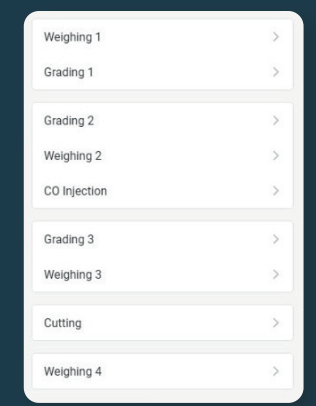 Weighing 1
Grading 1
Grading 2
Weighing 2
CO Injection
Grading 3
Weighing 3
Cutting
Weighing 4